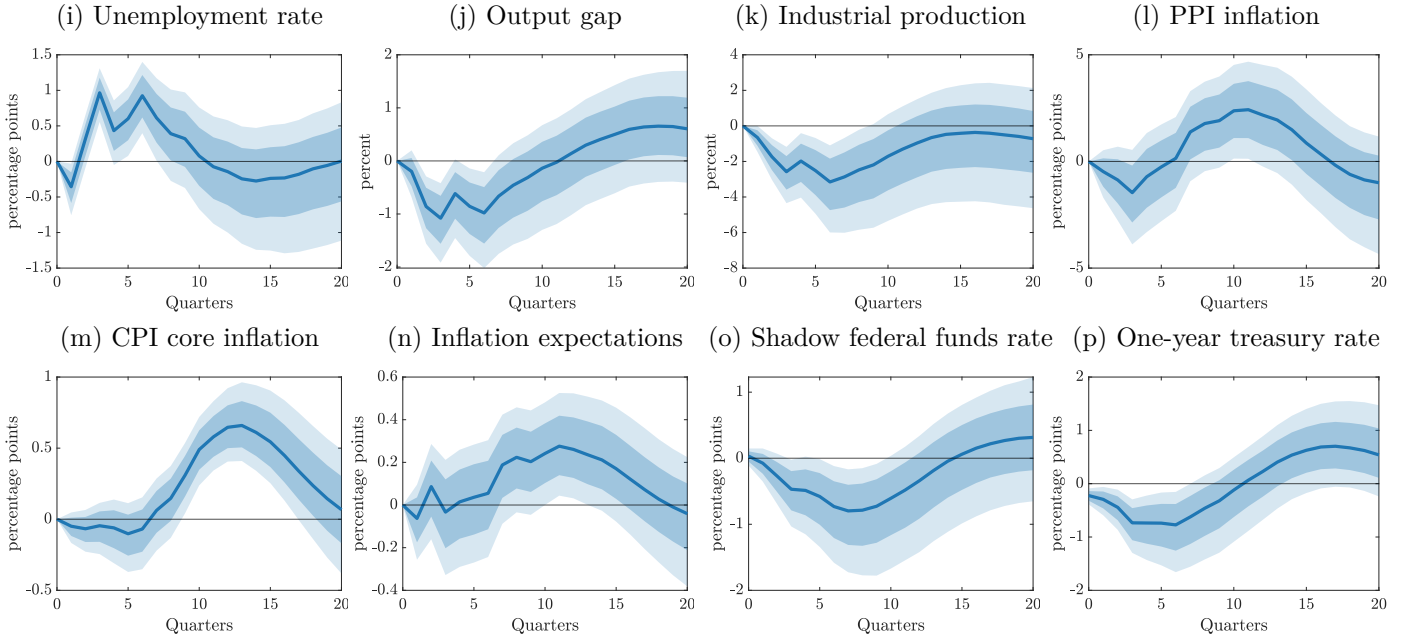 (i) Unemployment rate
(j) Output gap
(k) Industrial production
(l) PPI inflation
1.5
1
0.5
0
-0.5
-1
-1.5
percentage points
0 5 10 15 20
Quarters
2
1
0
-1
-2
percent
0 5 10 15 20
Quarters
4
2
0
-2
-4
-6
-8
percent
0 5 10 15 20
Quarters
5
0
-5
percentage points
0 5 10 15 20
Quarters
(m) CPI core inflation
(n) Inflation expectations
(o) Shadow federal funds rate
(p) One-year treasury rate
1
0.5
0
-0.5
percentage points
0 5 10 15 20
Quarters
0.6
0.4
0.2
0
-0.2
0.4
percentage points
0 5 10 15 20
Quarters
1
0
-1
-2
percentage points
0 5 10 15 20
Quarters
2
1
0
-1
-2
percentage points
0 5 10 15 20
Quarters